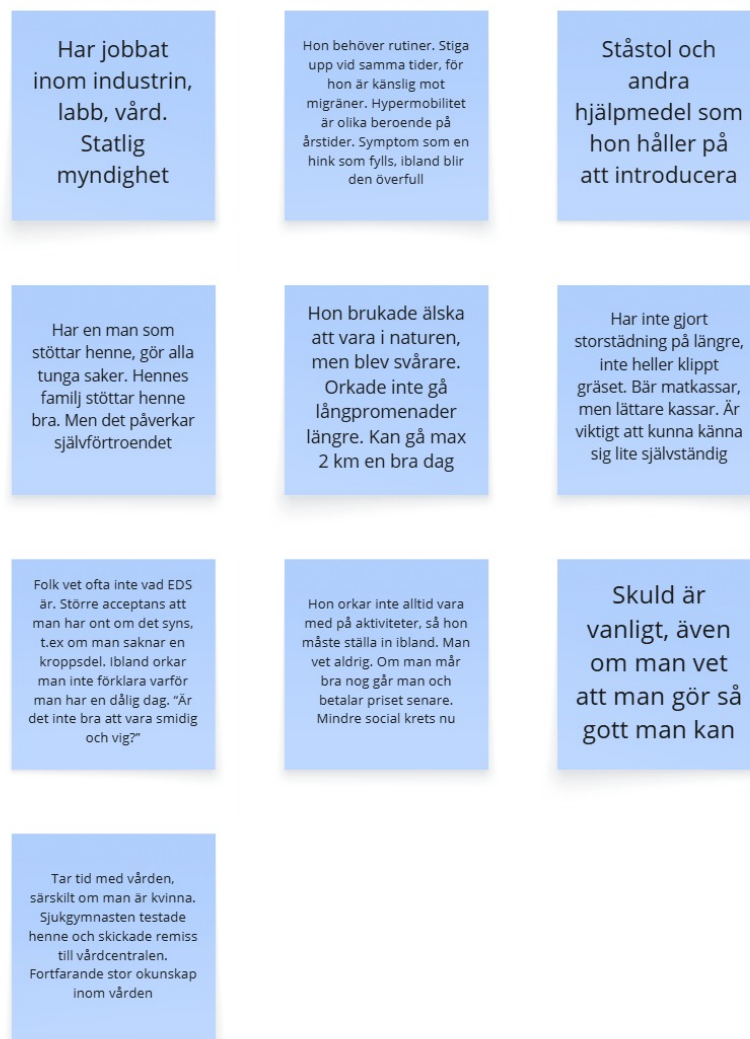 Har jobbat
inom industrin,
labb, vård.
Statlig
myndighet
Hon behöver rutiner. Stiga
upp vid samma tider, för
hon är känslig mot
migräner. Hypermobilitet
är olika beroende på
årstider. Symptom som en
hink som fylls, ibland blir
den överfull
Ståstol och
andra
hjälpmedel som
hon håller på
att introducera
Har en man som
stöttar henne, gör alla
tunga saker. Hennes
familj stöttar henne
bra. Men det påverkar
självförtroendet
Hon brukade älska
att vara i naturen,
men blev svårare.
Orkade inte gå
långpromenader
längre. Kan gå max
2 km en bra dag
Har inte gjort
storstädning på längre,
inte heller klippt
gräset. Bär matkassar,
men lättare kassar. Är
viktigt att kunna känna
sig lite självständig
Folk vet ofta inte vad EDS
är. Större acceptans att
man har ont om det syns,
t.ex om man saknar en
kroppsdel. Ibland orkar
man inte förklara varför
man har en dålig dag. “Är
det inte bra att vara smidig
och vig?”
Hon orkar inte alltid vara
med på aktiviteter, så hon
måste ställa in ibland. Man
vet aldrig. Om man mår
bra nog går man och
betalar priset senare.
Mindre social krets nu
Skuld är
vanligt, även
om man vet
att man gör så
gott man kan
Tar tid med vården,
särskilt om man är kvinna.
Sjukgymnasten testade
henne och skickade remiss
till vårdcentralen.
Fortfarande stor okunskap
inom vården